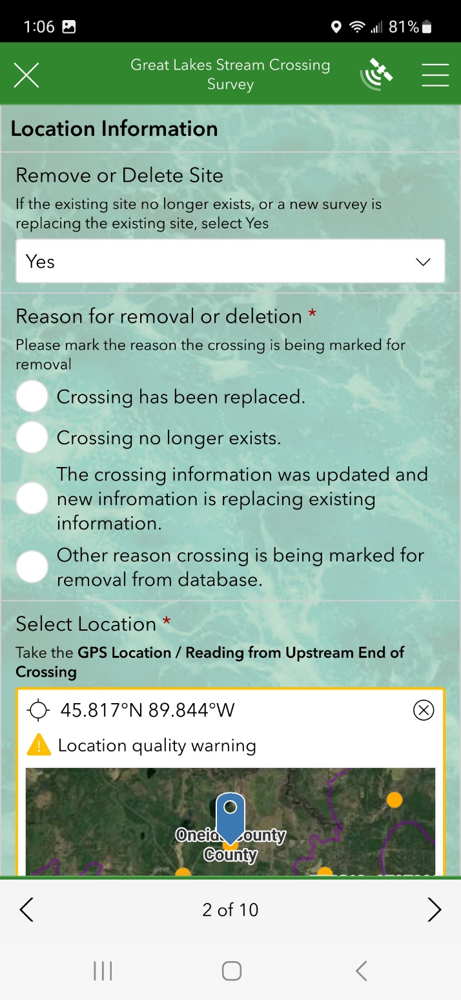 1:06
81%
Great Lakes Stream Crossing
Survey
Location Information
Remove or Delete Site
If the existing site no longer exists, or a new survey is
replacing the existing site, select Yes
Yes
Reason for removal or deletion *
Please mark the reason the crossing is being marked for
removal
Crossing has been replaced.
Crossing no longer exists.
The crossing information was updated and
new infromation is replacing existing
information.
Other reason crossing is being marked for
removal from database.
Select Location *
Take the GPS Location / Reading from Upstream End of
Crossing
45.817°N 89.844°W
Location quality warning
County
County
2 of 10